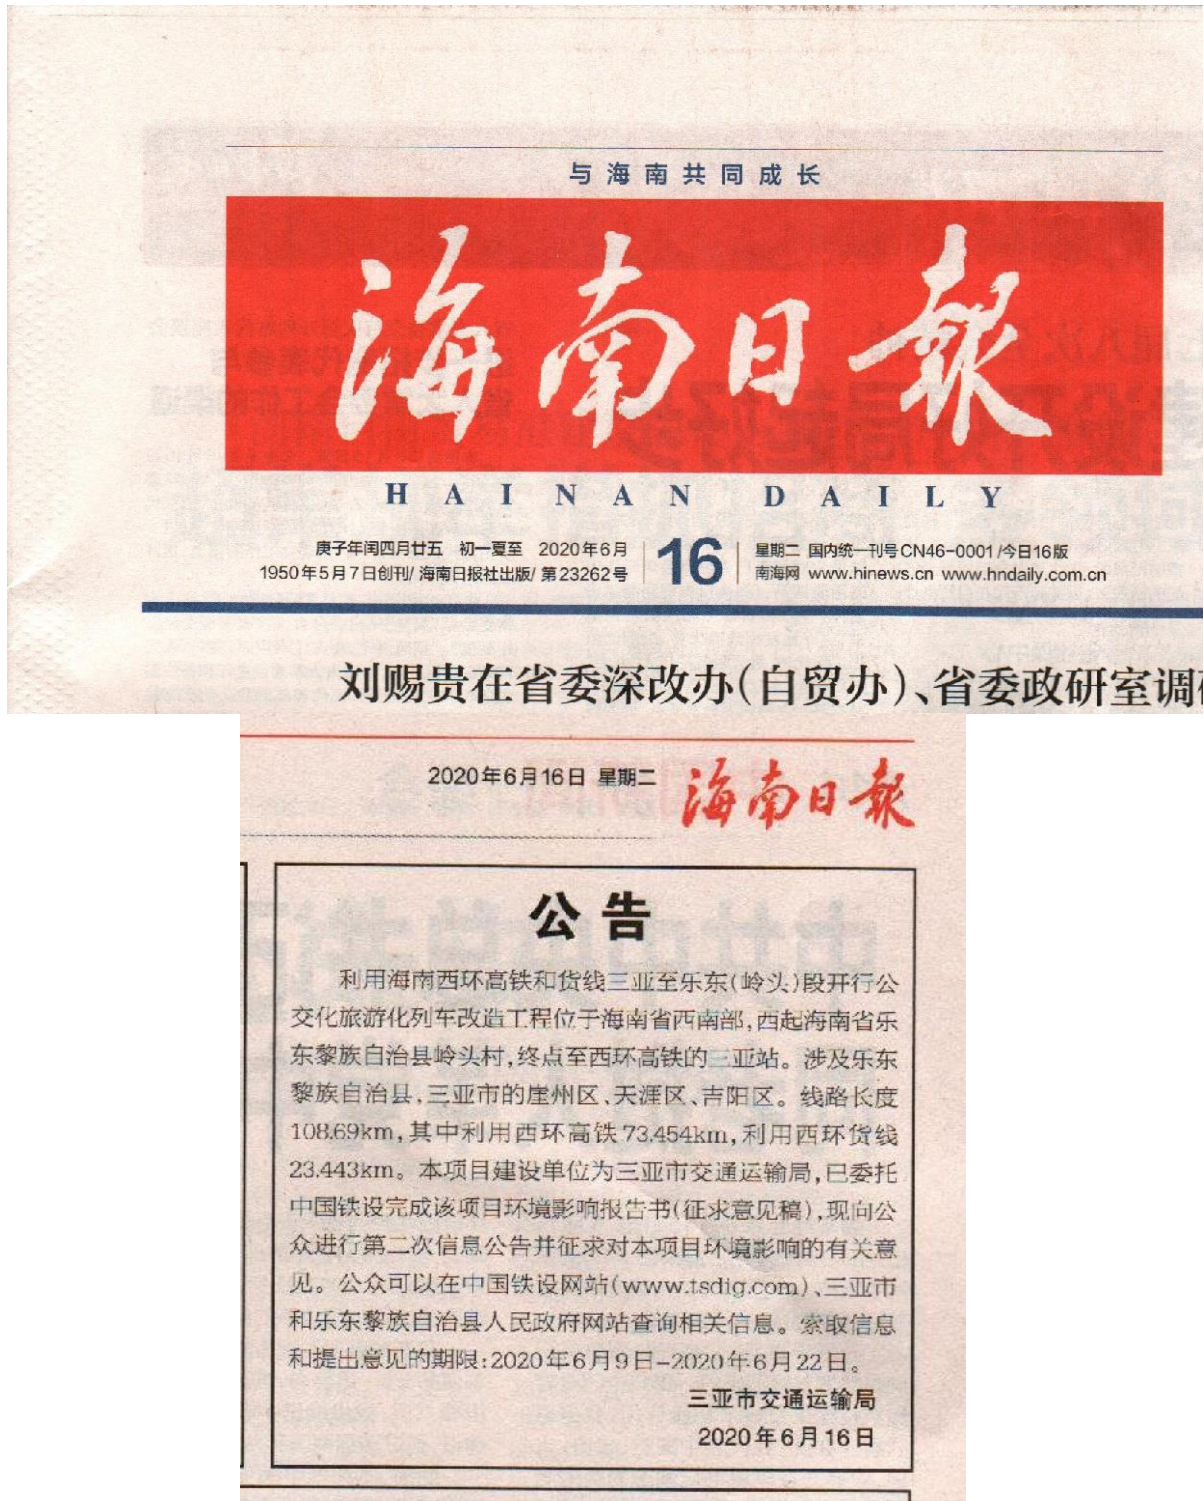 与海南共同成长
海南日報
HAINAN DAILY
庚子年闰四月廿五 初一夏至 2020年6月
1950年5月7日创刊/海南日报社出版/第23262号
16
星期二 国内统一刊号CN46-0001/今日16版
南海网 www.hinews.cn www.hndaily.com.cn
刘赐贵在省委深改办(自贸办)、省委政研室调
2020年6月16日 星期二 海南日報
公告
利用海南西环高铁和货线三亚至乐东(岭头)段开行公
交化旅游化列车改造工程位于海南省西南部,西起海南省乐
东黎族自治县岭头村,终点至西环高铁的三亚站。涉及乐东
黎族自治县,三亚市的崖州区、天涯区、吉阳区。线路长度
108.69km,其中利用西环高铁73.454km,利用西环货线
23.443km。本项目建设单位为三亚市交通运输局,已委托
中国铁设完成该项目环境影响报告书(征求意见稿),现向公
众进行第二次信息公告并征求对本项目环境影响的有关意
见。公众可以在中国铁设网站(www.tsdig.com)、三亚市
和乐东黎族自治县人民政府网站查询相关信息。索取信息
和提出意见的期限:2020年6月9日-2020年6月22日。
三亚市交通运输局
2020年6月16日